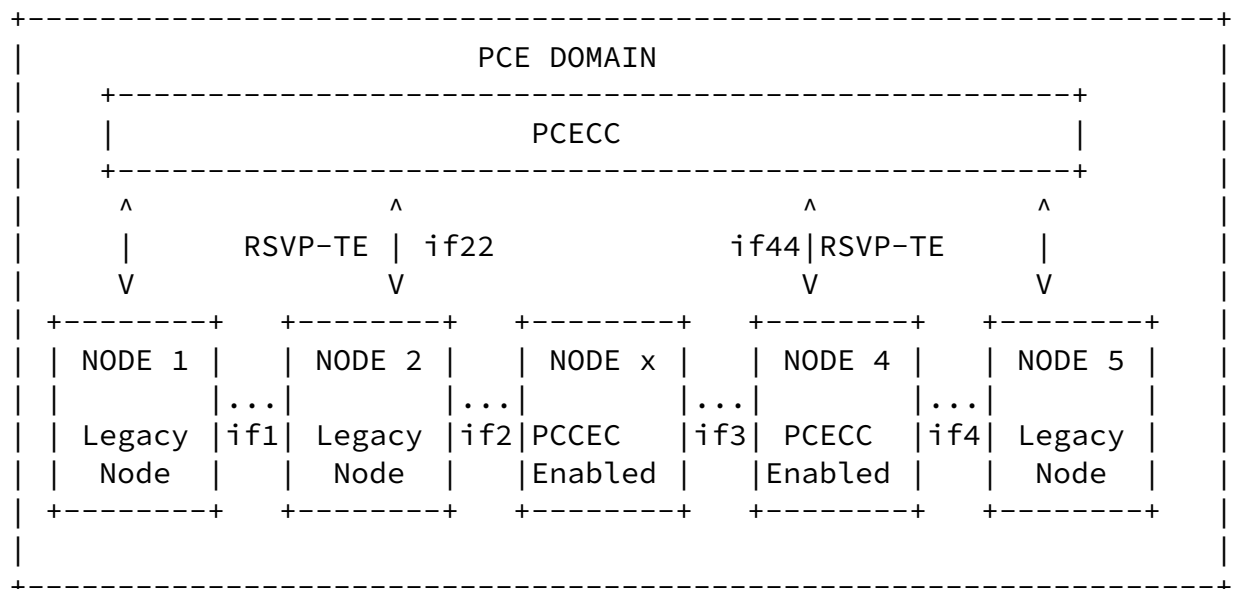 PCE DOMAIN
PCECC
^ ^ ^ ^
| RSVP-TE | if22 if44|RSVP-TE |
V V V V
NODE 1 NODE 2 NODE x NODE 4 NODE 5
... ... ... ...
Legacy if1 Legacy if2 PCCEC if3 PCECC if4 Legacy
Node Node Enabled Enabled Node